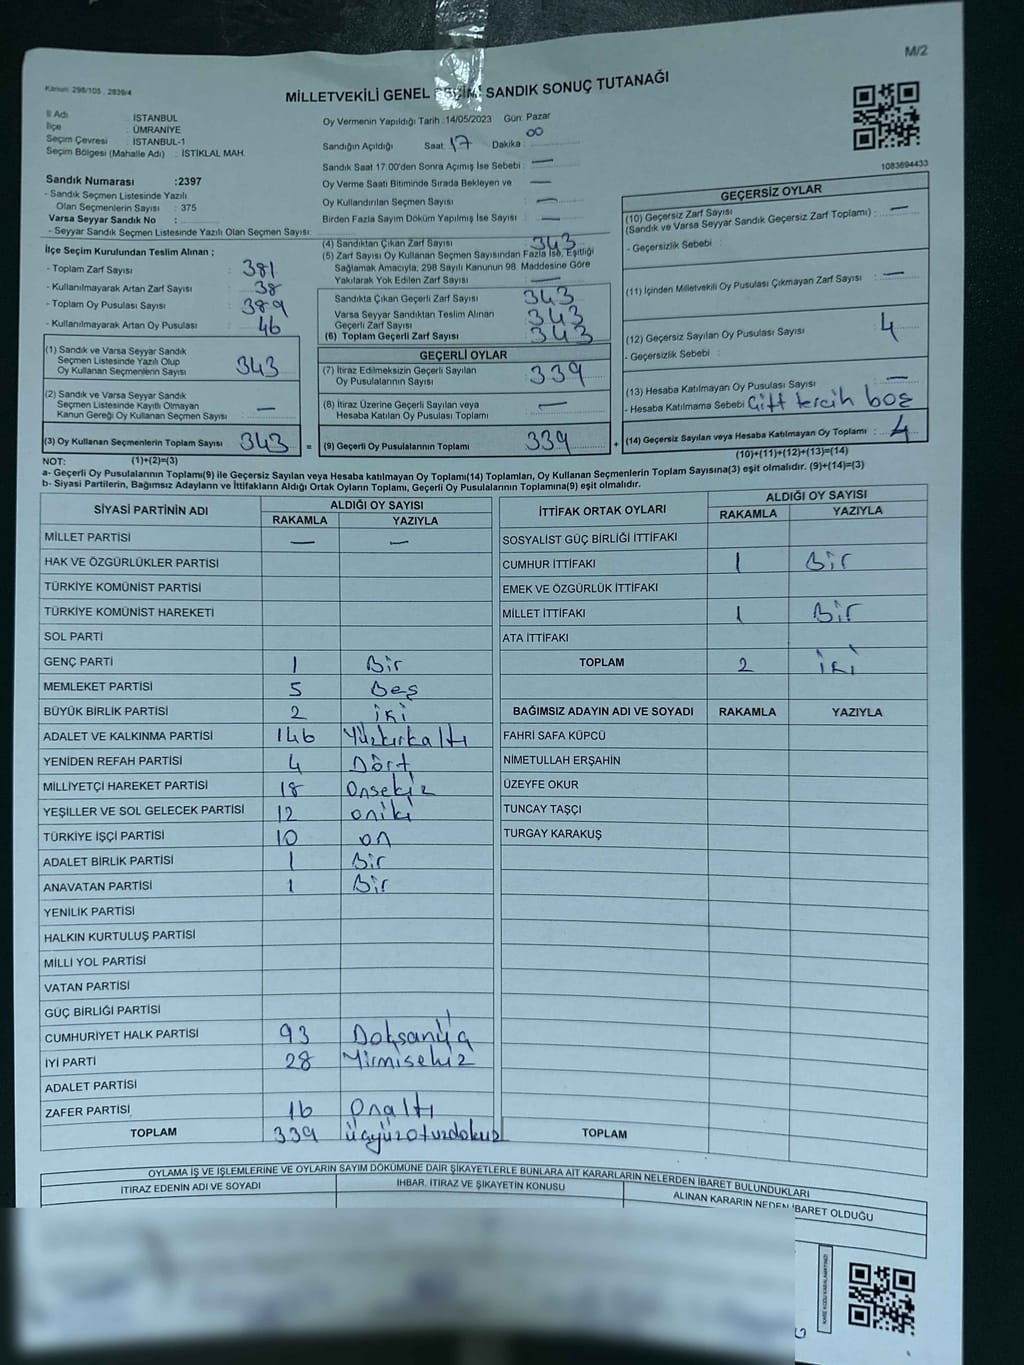 M/2
Kanun: 298/105 , 2839/4
MİLLETVEKİLİ GENEL SEÇİMİ SANDIK SONUÇ TUTANAĞI
İl Adı : İSTANBUL
İlçe : ÜMRANİYE
Seçim Çevresi : İSTANBUL-1
Seçim Bölgesi (Mahalle Adı) : İSTİKLAL MAH.
Sandık Numarası :2397
- Sandık Seçmen Listesinde Yazılı
Olan Seçmenlerin Sayısı : 375
Varsa Seyyar Sandık No :
- Seyyar Sandık Seçmen Listesinde Yazılı Olan Seçmen Sayısı:
Oy Vermenin Yapıldığı Tarih :14/05/2023 Gün: Pazar
Sandığın Açıldığı Saat: 17 Dakika : 00
Sandık Saat 17:00'den Sonra Açımış İse Sebebi : —
Oy Verme Saati Bitiminde Sırada Bekleyen ve —
Oy Kullandırılan Seçmen Sayısı : —
Birden Fazla Sayım Döküm Yapılmış İse Sayısı : —
1083694433
İlçe Seçim Kurulundan Teslim Alınan ;
- Toplam Zarf Sayısı : 381
- Kullanılmayarak Artan Zarf Sayısı : 38
- Toplam Oy Pusulası Sayısı : 389
- Kullanılmayarak Artan Oy Pusulası : 46
(1) Sandık ve Varsa Seyyar Sandık
Seçmen Listesinde Yazılı Olup
Oy Kullanan Seçmenlerin Sayısı 343
(2) Sandık ve Varsa Seyyar Sandık
Seçmen Listesinde Kayıtlı Olmayan
Kanun Gereği Oy Kullanan Seçmen Sayısı —
(3) Oy Kullanan Seçmenlerin Toplam Sayısı 343 =
(1)+(2)=(3)
(4) Sandıktan Çıkan Zarf Sayısı 343
(5) Zarf Sayısı Oy Kullanan Seçmen Sayısından Fazla İse, Eşitliği
Sağlamak Amacıyla; 298 Sayılı Kanunun 98. Maddesine Göre
Yakılarak Yok Edilen Zarf Sayısı : —
Sandıkta Çıkan Geçerli Zarf Sayısı 343
Varsa Seyyar Sandıktan Teslim Alınan
Geçerli Zarf Sayısı 343
(6) Toplam Geçerli Zarf Sayısı 343
GEÇERLİ OYLAR
(7) İtiraz Edilmeksizin Geçerli Sayılan
Oy Pusulalarının Sayısı : 339
(8) İtiraz Üzerine Geçerli Sayılan veya
Hesaba Katılan Oy Pusulası Toplamı : —
(9) Geçerli Oy Pusulalarının Toplamı 339 +
GEÇERSİZ OYLAR
(10) Geçersiz Zarf Sayısı
(Sandık ve Varsa Seyyar Sandık Geçersiz Zarf Toplamı) : —
- Geçersizlik Sebebi :
(11) İçinden Milletvekili Oy Pusulası Çıkmayan Zarf Sayısı : —
(12) Geçersiz Sayılan Oy Pusulası Sayısı : 4
- Geçersizlik Sebebi :
(13) Hesaba Katılmayan Oy Pusulası Sayısı : —
- Hesaba Katılmama Sebebi : Çift tercih boş
(14) Geçersiz Sayılan veya Hesaba Katılmayan Oy Toplamı : 4
(10)+(11)+(12)+(13)=(14)
NOT:
a- Geçerli Oy Pusulalarının Toplamı(9) ile Geçersiz Sayılan veya Hesaba katılmayan Oy Toplamı(14) Toplamları, Oy Kullanan Seçmenlerin Toplam Sayısına(3) eşit olmalıdır. (9)+(14)=(3)
b- Siyasi Partilerin, Bağımsız Adayların ve İttifakların Aldığı Ortak Oyların Toplamı, Geçerli Oy Pusulalarının Toplamına(9) eşit olmalıdır.
SİYASİ PARTİNİN ADI ALDIĞI OY SAYISI
RAKAMLA YAZIYLA
MİLLET PARTİSİ — —
HAK VE ÖZGÜRLÜKLER PARTİSİ
TÜRKİYE KOMÜNİST PARTİSİ
TÜRKİYE KOMÜNİST HAREKETİ
SOL PARTİ
GENÇ PARTİ 1 Bir
MEMLEKET PARTİSİ 5 Beş
BÜYÜK BİRLİK PARTİSİ 2 iki
ADALET VE KALKINMA PARTİSİ 146 Yüzkırkaltı
YENİDEN REFAH PARTİSİ 4 Dört
MİLLİYETÇİ HAREKET PARTİSİ 18 Onsekiz
YEŞİLLER VE SOL GELECEK PARTİSİ 12 oniki
TÜRKİYE İŞÇİ PARTİSİ 10 on
ADALET BİRLİK PARTİSİ 1 Bir
ANAVATAN PARTİSİ 1 Bir
YENİLİK PARTİSİ
HALKIN KURTULUŞ PARTİSİ
MİLLİ YOL PARTİSİ
VATAN PARTİSİ
GÜÇ BİRLİĞİ PARTİSİ
CUMHURİYET HALK PARTİSİ 93
İYİ PARTİ 28 Yirmisekiz
ADALET PARTİSİ
ZAFER PARTİSİ 16 Onaltı
TOPLAM 339 üçyüzotuzdokuz
İTTİFAK ORTAK OYLARI ALDIĞI OY SAYISI
RAKAMLA YAZIYLA
SOSYALİST GÜÇ BİRLİĞİ İTTİFAKI
CUMHUR İTTİFAKI 1 Bir
EMEK VE ÖZGÜRLÜK İTTİFAKI
MİLLET İTTİFAKI 1 Bir
ATA İTTİFAKI
TOPLAM 2 iki
BAĞIMSIZ ADAYIN ADI VE SOYADI RAKAMLA YAZIYLA
FAHRİ SAFA KÜPCÜ
NİMETULLAH ERŞAHİN
ÜZEYFE OKUR
TUNCAY TAŞÇI
TURGAY KARAKUŞ
TOPLAM
OYLAMA İŞ VE İŞLEMLERİNE VE OYLARIN SAYIM DÖKÜMÜNE DAİR ŞİKAYETLERLE BUNLARA AİT KARARLARIN NELERDEN İBARET BULUNDUKLARI
İTİRAZ EDENİN ADI VE SOYADI İHBAR, İTİRAZ VE ŞİKAYETİN KONUSU ALINAN KARARIN NEDEN İBARET OLDUĞU
KARE KODU KARALAMAYINIZ!